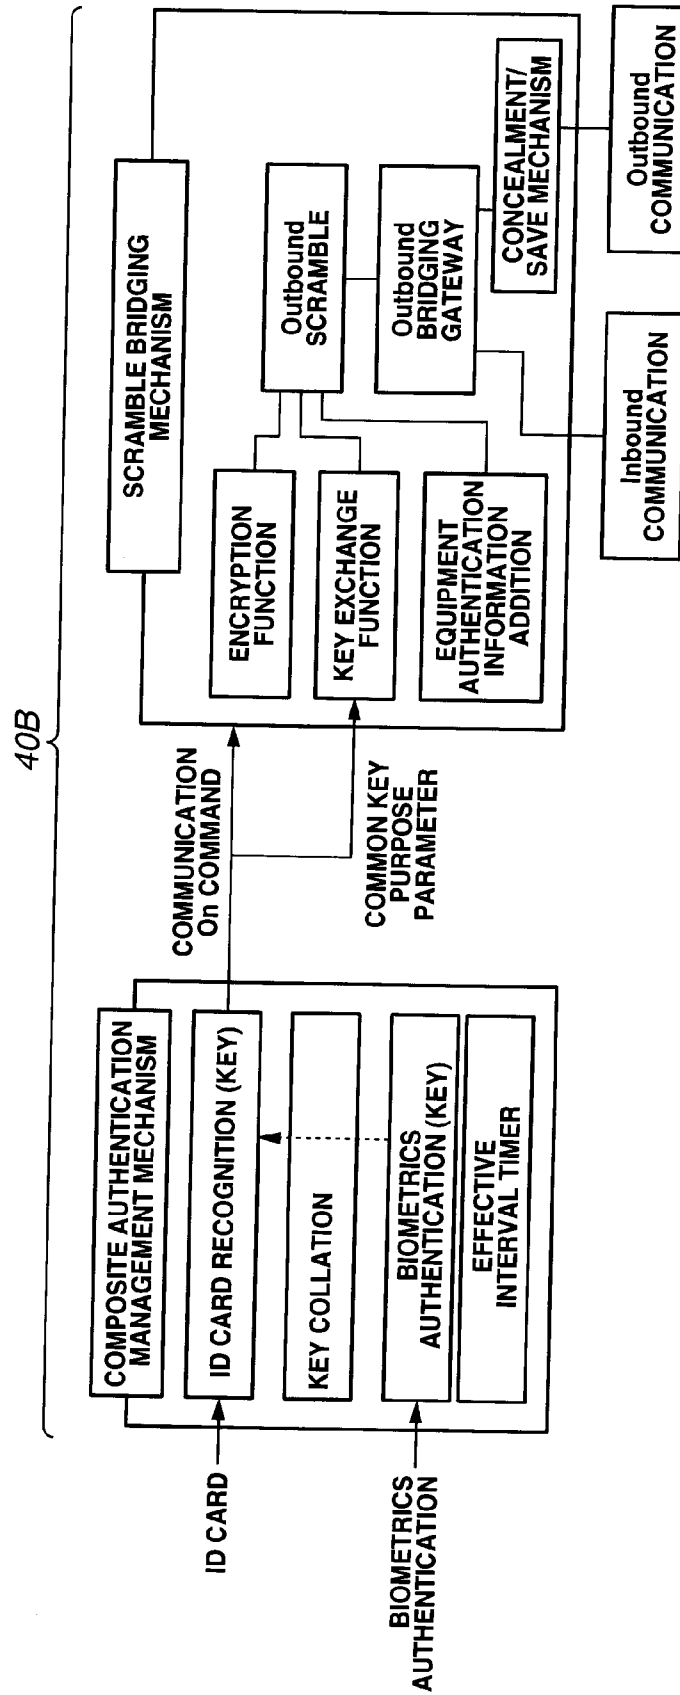 40B
COMPOSITE AUTHENTICATION
MANAGEMENT MECHANISM
ID CARD
ID CARD RECOGNITION (KEY)
KEY COLLATION
BIOMETRICS
AUTHENTICATION
BIOMETRICS
AUTHENTICATION (KEY)
EFFECTIVE
INTERVAL TIMER
COMMUNICATION
On COMMAND
COMMON KEY
PURPOSE
PARAMETER
SCRAMBLE BRIDGING
MECHANISM
ENCRYPTION
FUNCTION
KEY EXCHANGE
FUNCTION
EQUIPMENT
AUTHENTICATION
INFORMATION
ADDITION
Outbound
SCRAMBLE
Outbound
BRIDGING
GATEWAY
CONCEALMENT/
SAVE MECHANISM
Inbound
COMMUNICATION
Outbound
COMMUNICATION